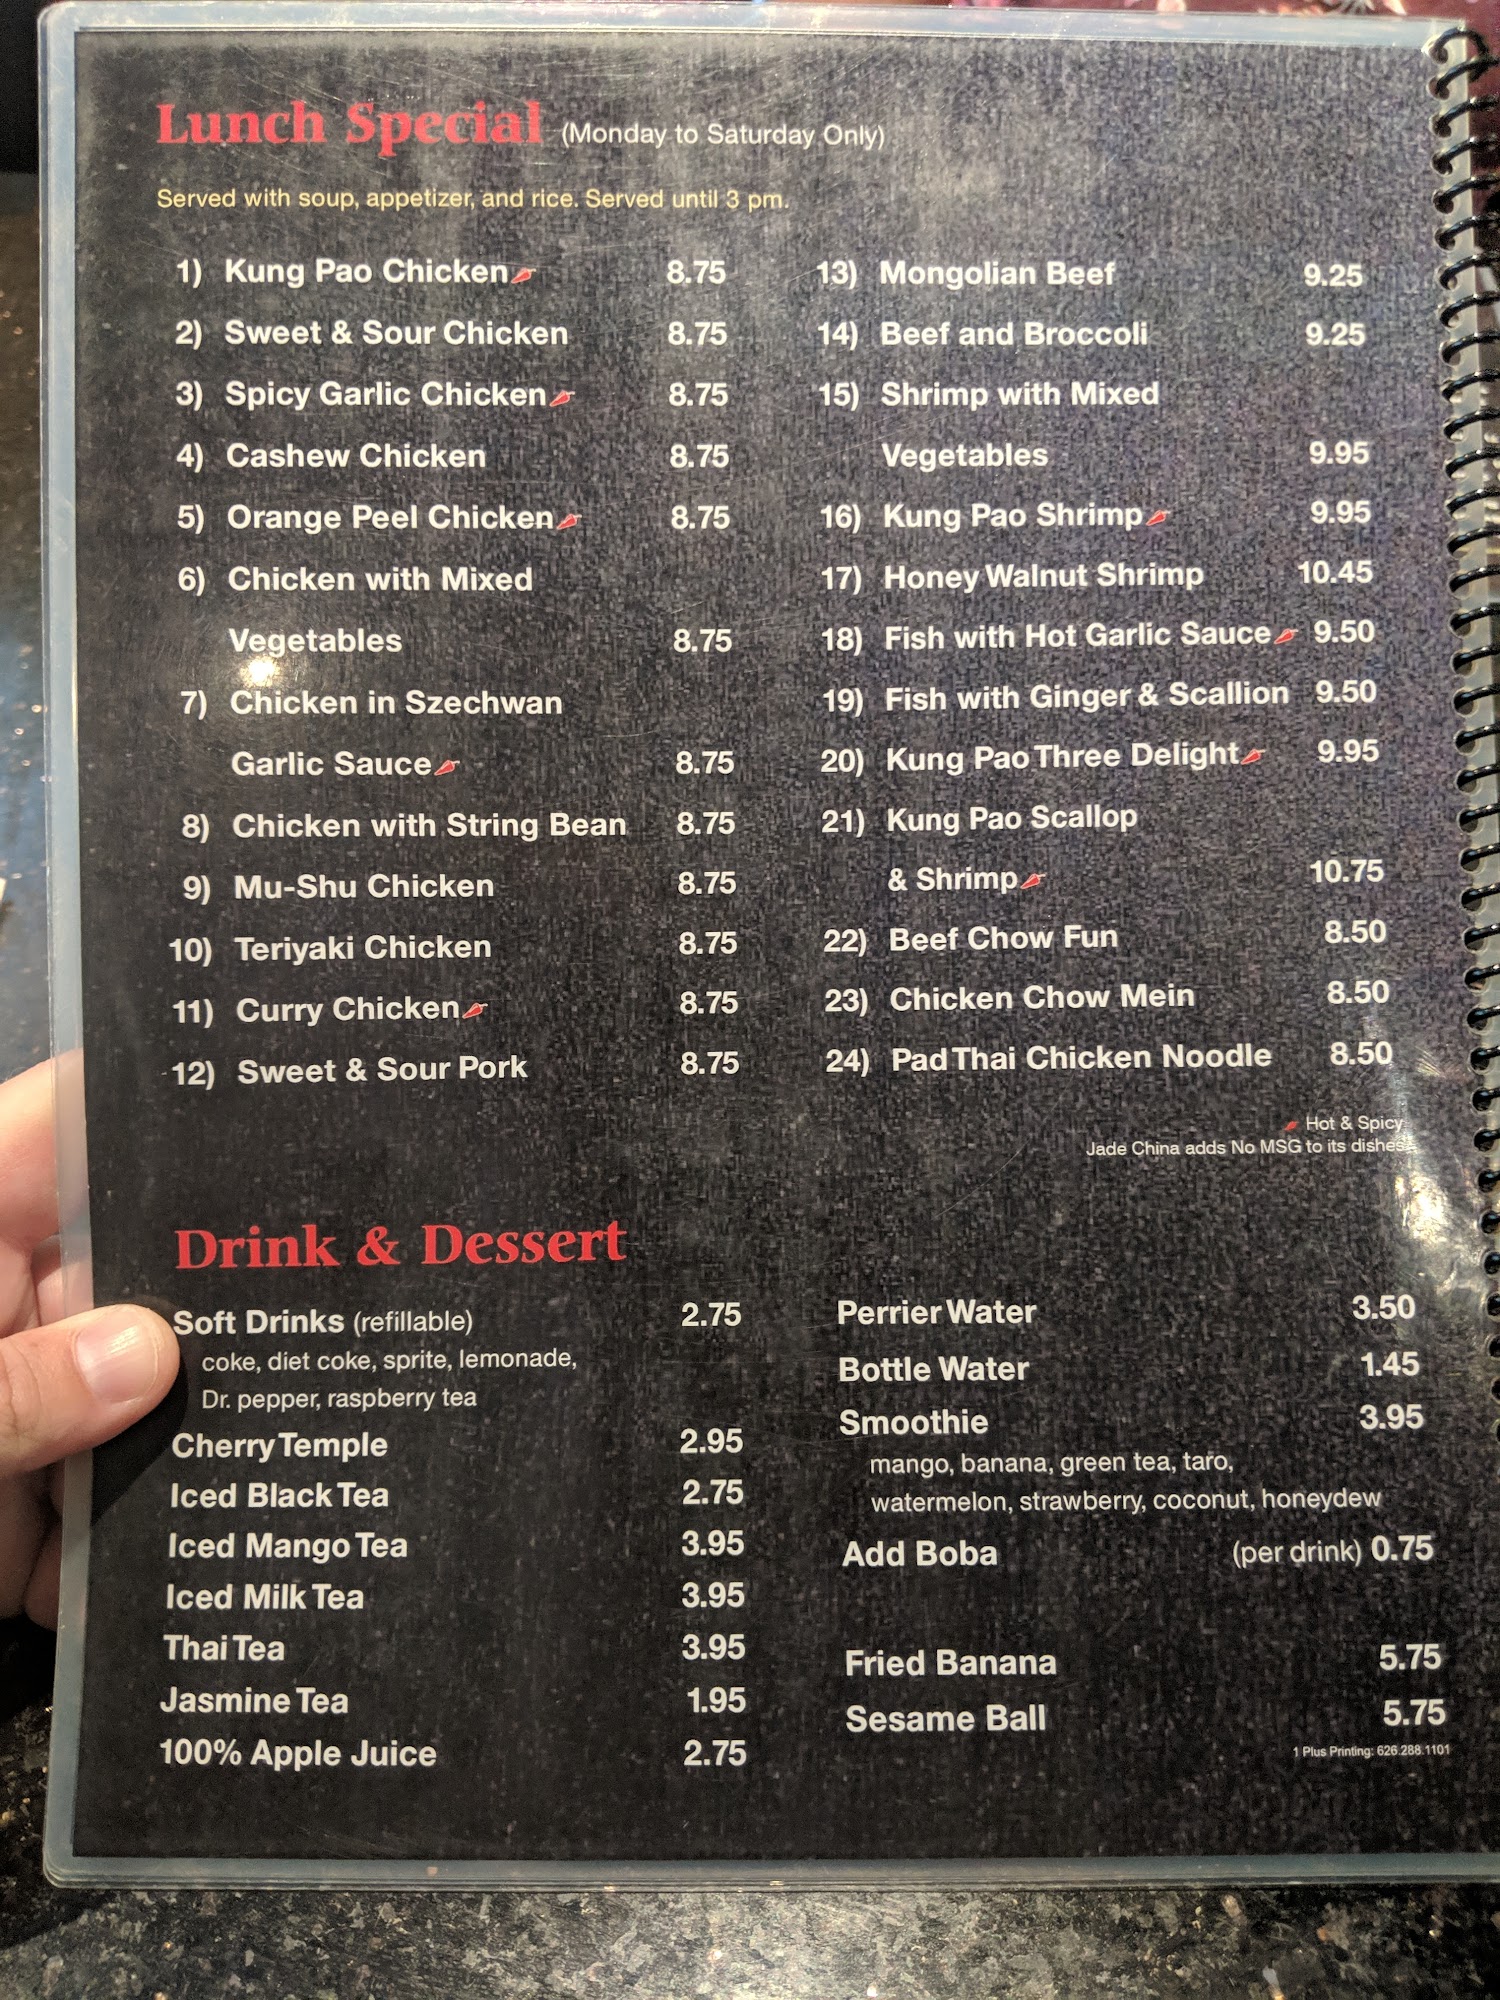 Lunch Special (Monday to Saturday Only)
Served with soup, appetizer, and rice. Served until 3 pm.
1) Kung Pao Chicken 8.75
2) Sweet & Sour Chicken 8.75
3) Spicy Garlic Chicken 8.75
4) Cashew Chicken 8.75
5) Orange Peel Chicken 8.75
6) Chicken with Mixed
Vegetables 8.75
7) Chicken in Szechwan
Garlic Sauce 8.75
8) Chicken with String Bean 8.75
9) Mu-Shu Chicken 8.75
10) Teriyaki Chicken 8.75
11) Curry Chicken 8.75
12) Sweet & Sour Pork 8.75
13) Mongolian Beef 9.25
14) Beef and Broccoli 9.25
15) Shrimp with Mixed
Vegetables 9.95
16) Kung Pao Shrimp 9.95
17) Honey Walnut Shrimp 10.45
18) Fish with Hot Garlic Sauce 9.50
19) Fish with Ginger & Scallion 9.50
20) Kung Pao Three Delight 9.95
21) Kung Pao Scallop
& Shrimp 10.75
22) Beef Chow Fun 8.50
23) Chicken Chow Mein 8.50
24) Pad Thai Chicken Noodle 8.50
Hot & Spicy
Jade China adds No MSG to its dishes.
Drink & Dessert
Soft Drinks (refillable) 2.75
coke, diet coke, sprite, lemonade,
Dr. pepper, raspberry tea
Cherry Temple 2.95
Iced Black Tea 2.75
Iced Mango Tea 3.95
Iced Milk Tea 3.95
Thai Tea 3.95
Jasmine Tea 1.95
100% Apple Juice 2.75
Perrier Water 3.50
Bottle Water 1.45
Smoothie 3.95
mango, banana, green tea, taro,
watermelon, strawberry, coconut, honeydew
Add Boba (per drink) 0.75
Fried Banana 5.75
Sesame Ball 5.75
1 Plus Printing: 626.288.1101